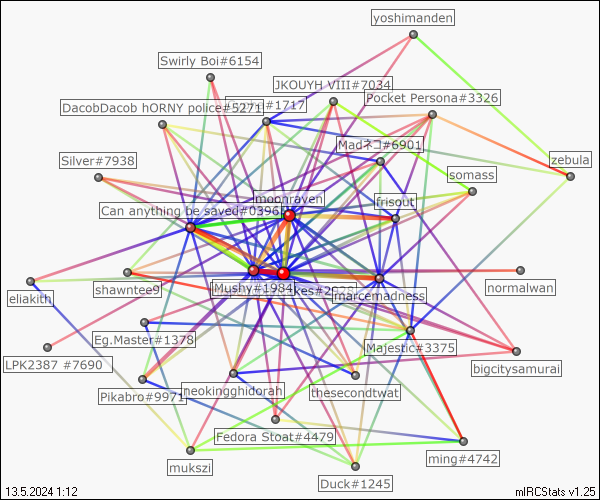 yoshimanden
Swirly Boi#6154
JKOUYH VIII#7034
Pocket Persona#3326
#1717
DacobDacob hORNY police#5271
Madネコ#6901
Silver#7938
zebula
somass
moonraven
frisout
Can anything be saved#0396
shawntee9
normalwan
eliakith
Mushy#1984
marcemadness
Eg.Master#1378
Majestic#3375
LPK2387 #7690
bigcitysamurai
Pikabro#9971
neokingghidorah
thesecondtwat
Fedora Stoat#4479
mukszi
ming#4742
Duck#1245
13.5.2024 1:12
mIRCStats v1.25